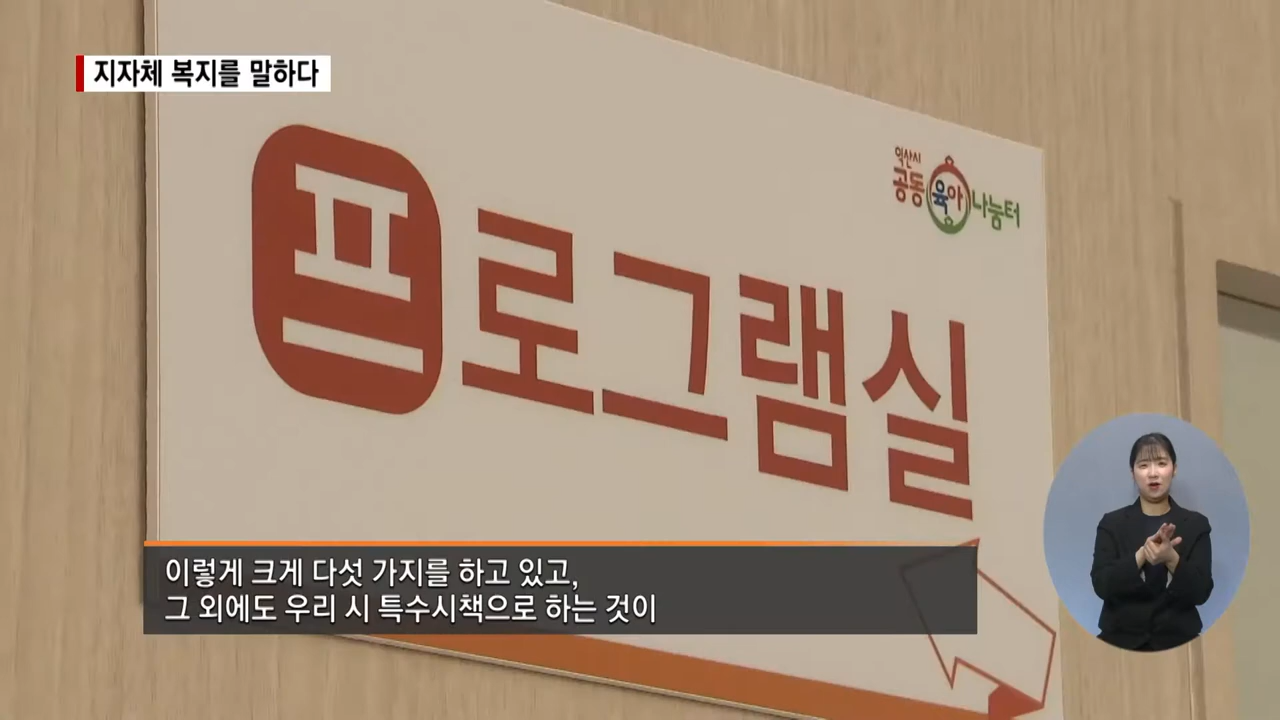 지자체 복지를 말하다
익산시
공동 육아 나눔터
프로그램실
이렇게 크게 다섯 가지를 하고 있고,
그 외에도 우리 시 특수시책으로 하는 것이